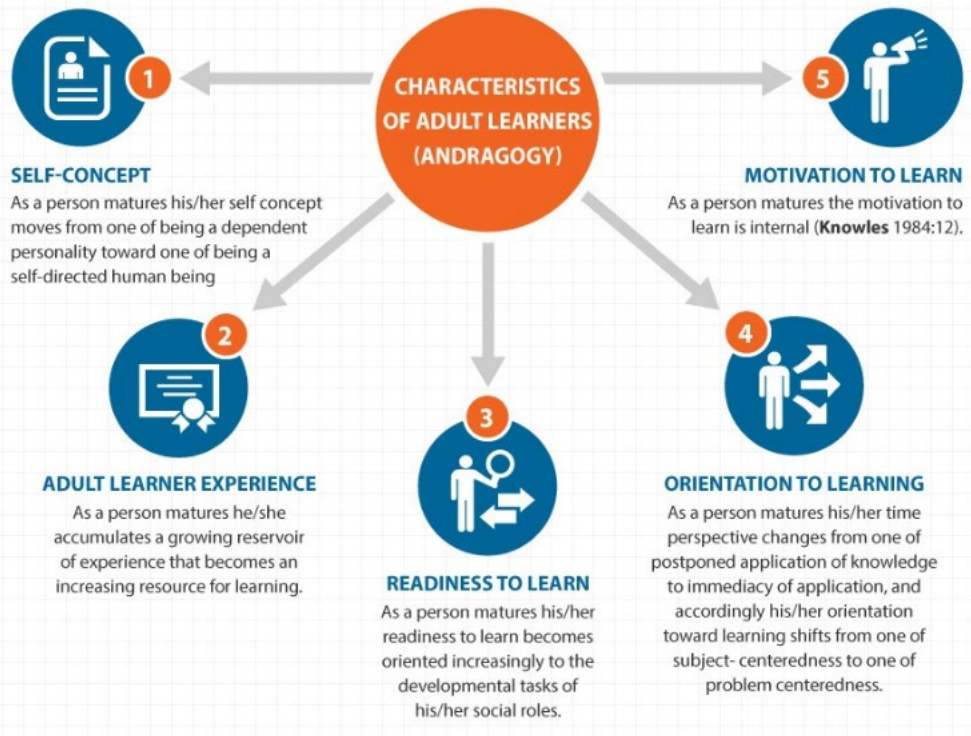 CHARACTERISTICS
OF ADULT LEARNERS
(ANDRAGOGY)
1
SELF-CONCEPT
As a person matures his/her self concept
moves from one of being a dependent
personality toward one of being a
self-directed human being
2
ADULT LEARNER EXPERIENCE
As a person matures he/she
accumulates a growing reservoir
of experience that becomes an
increasing resource for learning.
3
READINESS TO LEARN
As a person matures his/her
readiness to learn becomes
oriented increasingly to the
developmental tasks of
his/her social roles.
4
ORIENTATION TO LEARNING
As a person matures his/her time
perspective changes from one of
postponed application of knowledge
to immediacy of application, and
accordingly his/her orientation
toward learning shifts from one of
subject- centeredness to one of
problem centeredness.
5
MOTIVATION TO LEARN
As a person matures the motivation to
learn is internal (Knowles 1984:12).